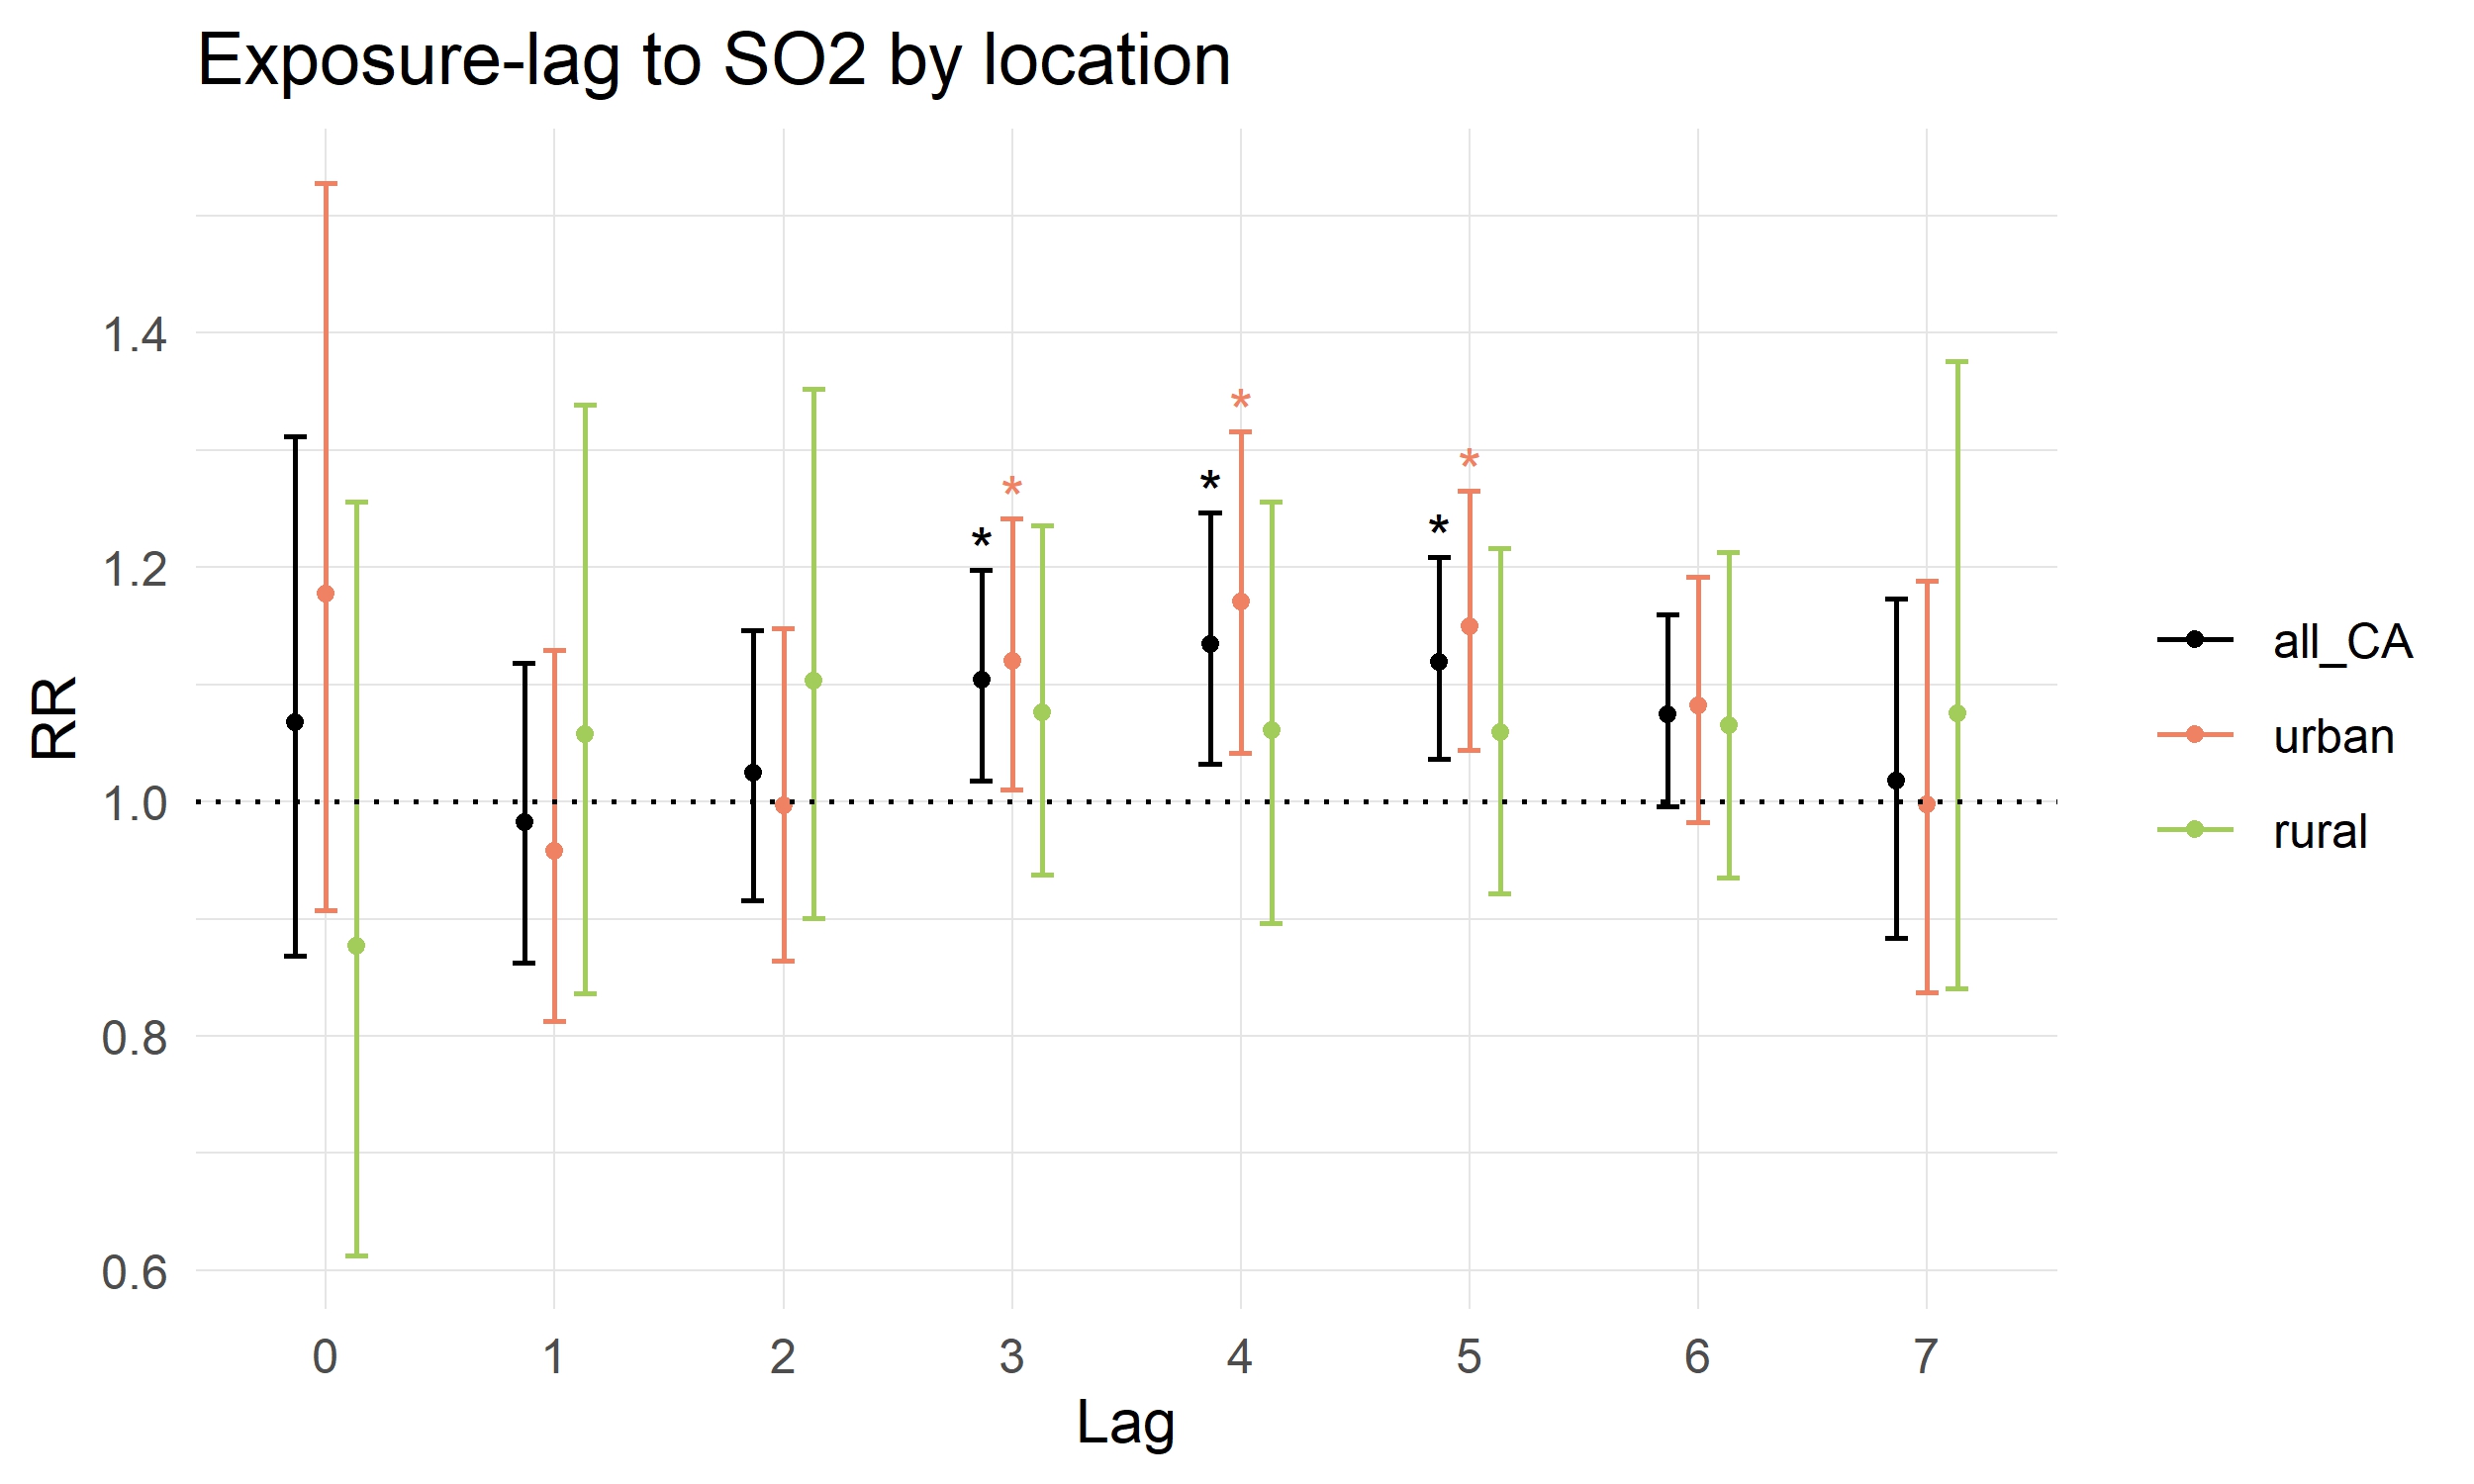 Exposure-lag to SO2 by location
RR
1.4
1.2
1.0
0.8
0.6
* * * * * *
0 1 2 3 4 5 6 7
Lag
all_CA
urban
rural